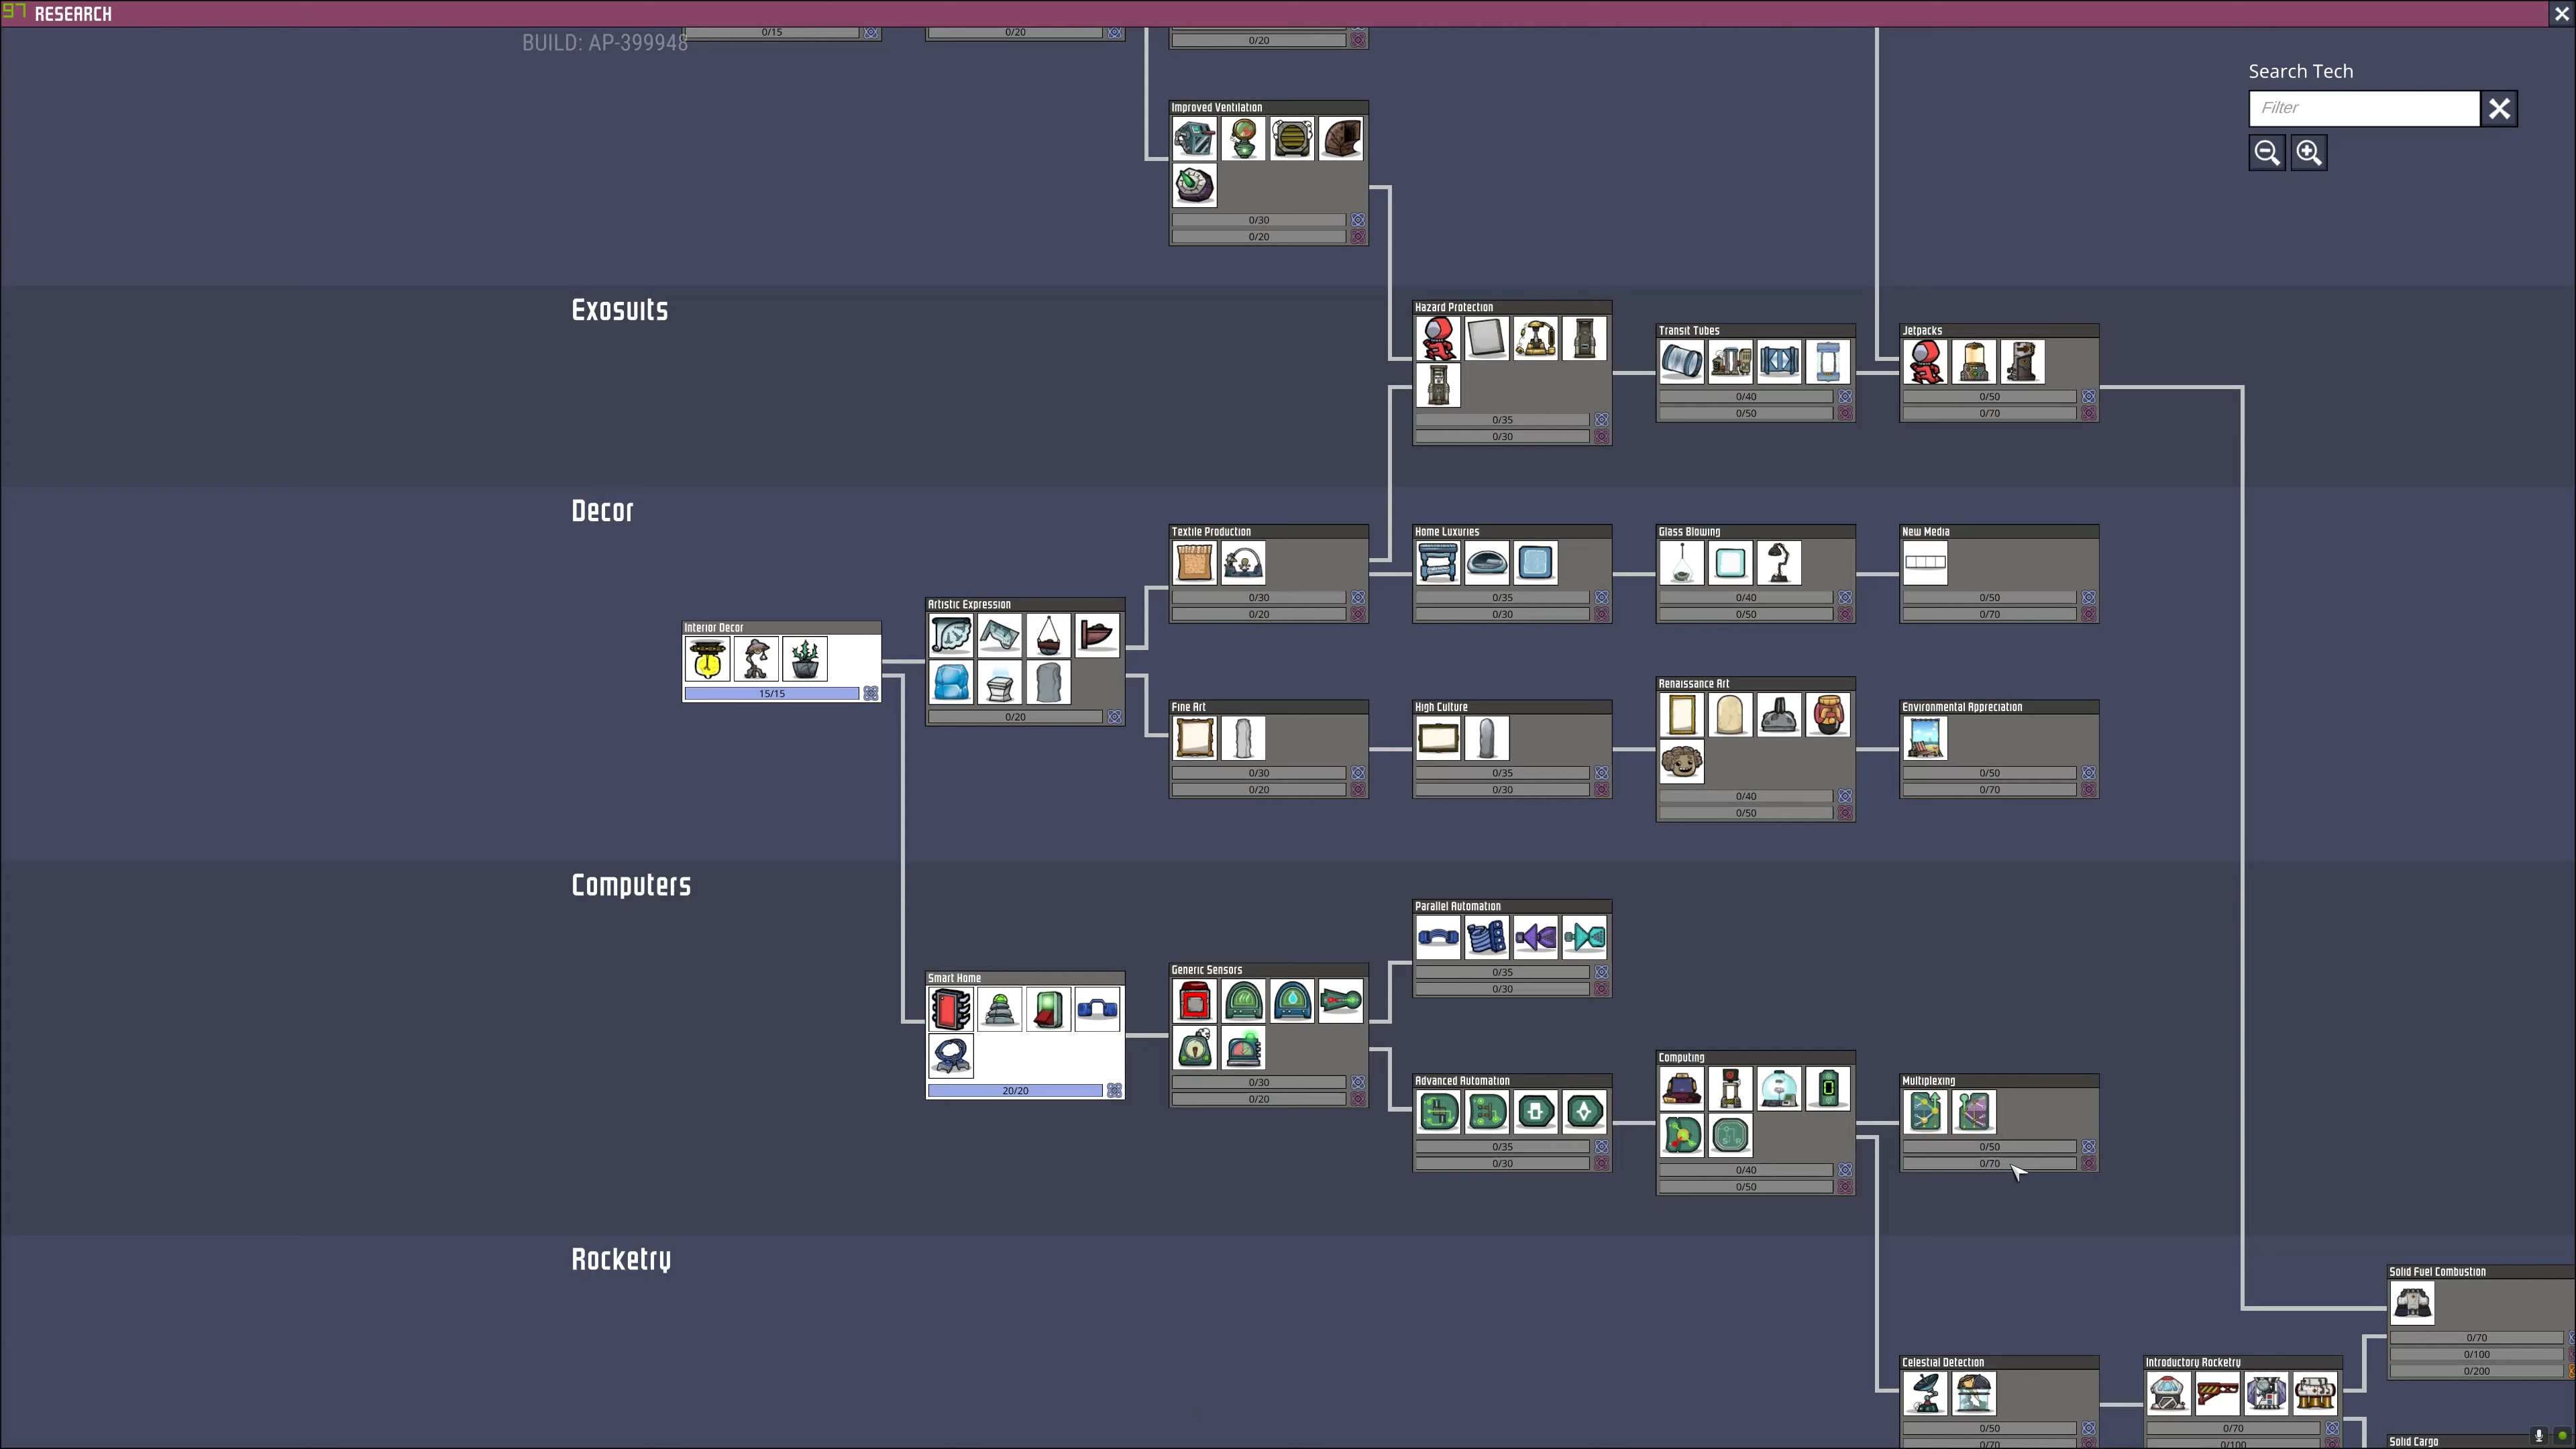 97 RESEARCH
BUILD: AP-399948
0/15
0/20
0/20
Search Tech
Filter
Improved Ventilation
0/30
0/20
Exosuits
Hazard Protection
0/35
0/30
Transit Tubes
0/40
0/50
Jetpacks
0/50
0/70
Decor
Textile Production
0/30
0/20
Home Luxuries
0/35
0/30
Glass Blowing
0/40
0/50
New Media
0/50
0/70
Interior Decor
15/15
Artistic Expression
0/20
Fine Art
0/30
0/20
High Culture
0/35
0/30
Renaissance Art
0/40
0/50
Environmental Appreciation
0/50
0/70
Computers
Parallel Automation
0/35
0/30
Smart Home
20/20
Generic Sensors
0/30
0/20
Advanced Automation
0/35
0/30
Computing
0/40
0/50
Multiplexing
0/50
0/70
Rocketry
Solid Fuel Combustion
0/70
0/100
0/200
Celestial Detection
0/50
0/70
Introductory Rocketry
0/70
0/100
Solid Cargo